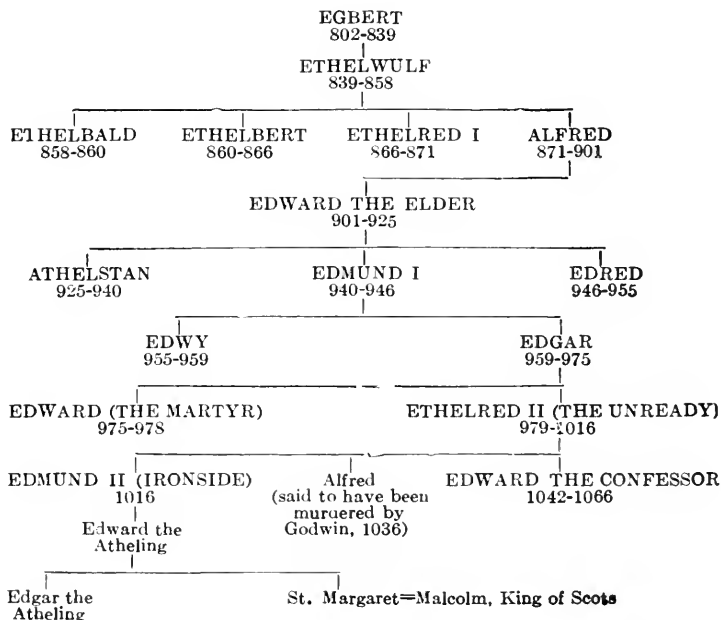 EGBERT
802-839
ETHELWULF
839-858
ETHELBALD ETHELBERT ETHELRED I ALFRED
858-860 860-866 866-871 871-901
EDWARD THE ELDER
901-925
ATHELSTAN EDMUND I EDRED
925-940 940-946 946-955
EDWY EDGAR
955-959 959-975
EDWARD (THE MARTYR) ETHELRED II (THE UNREADY)
975-978 979-1016
EDMUND II (IRONSIDE) Alfred EDWARD THE CONFESSOR
1016 (said to have been 1042-1066
murdered by
Godwin, 1036)
Edward the
Atheling
Edgar the St. Margaret=Malcolm, King of Scots
Atheling